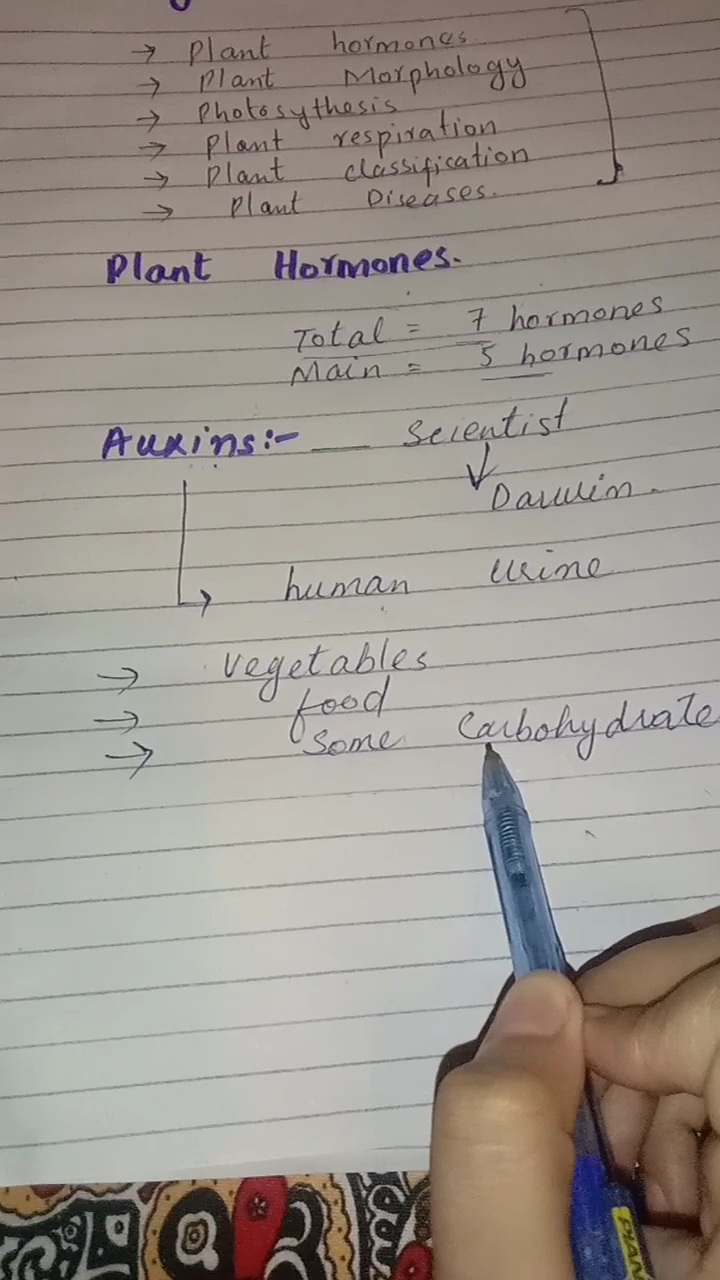 → Plant hormones
→ Plant Morphology
→ Photosythesis
→ Plant respiration
→ Plant classification
→ Plant Diseases.
Plant Hormones.
Total = 7 hormones
Main = 5 hormones
Auxins:- — Scientist
↓
Darwin.
→ human urine
→ vegetables
→ food
→ Some Carbohydrate